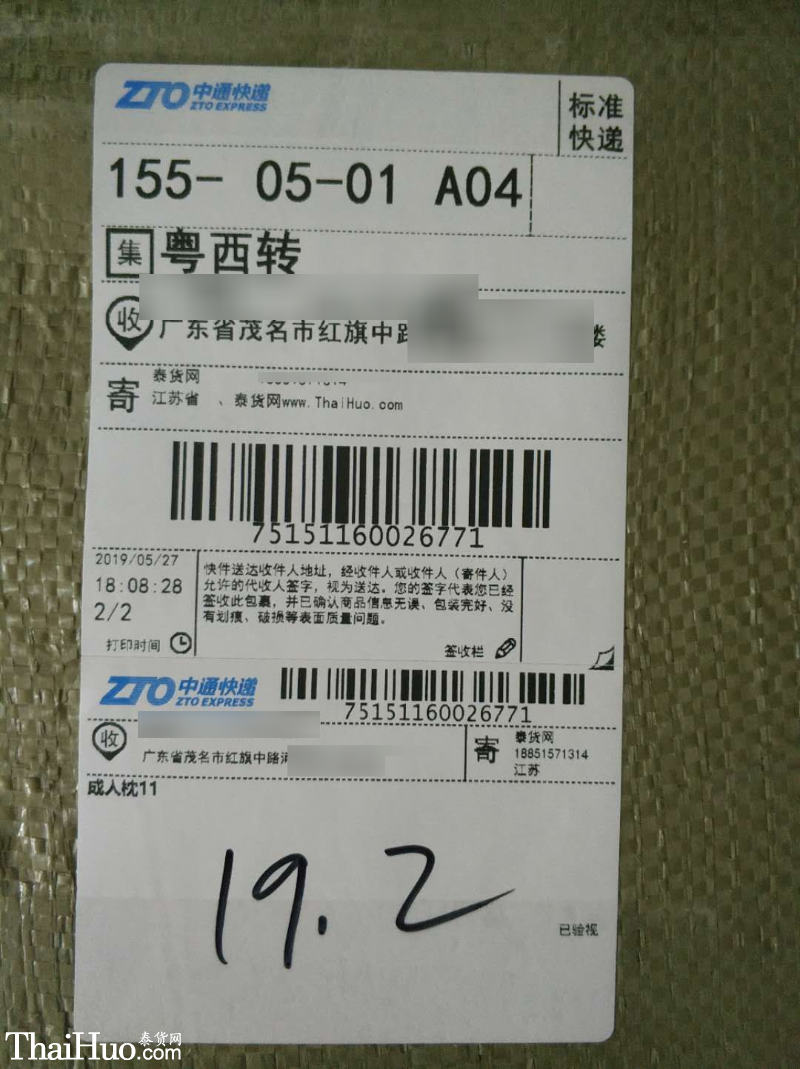 ZTO 中通快递
ZTO EXPRESS
标准
快递
155- 05-01 A04
集 粤西转
收
广东省茂名市红旗中路
楼
寄
泰货网
江苏省 、泰货网www.ThaiHuo.com
75151160026771
2019/05/27
18:08:28
2/2
打印时间
快件送达收件人地址，经收件人或收件人（寄件人）
允许的代收人签字，视为送达。您的签字代表您已经
签收此包裹，并已确认商品信息无误、包装完好、没
有划痕、破损等表面质量问题。
签收栏
ZTO 中通快递
ZTO EXPRESS
75151160026771
收
广东省茂名市红旗中路
寄
泰货网
18851571314
江苏
成人枕11
19.2
已验视
泰货网
ThaiHuo.com